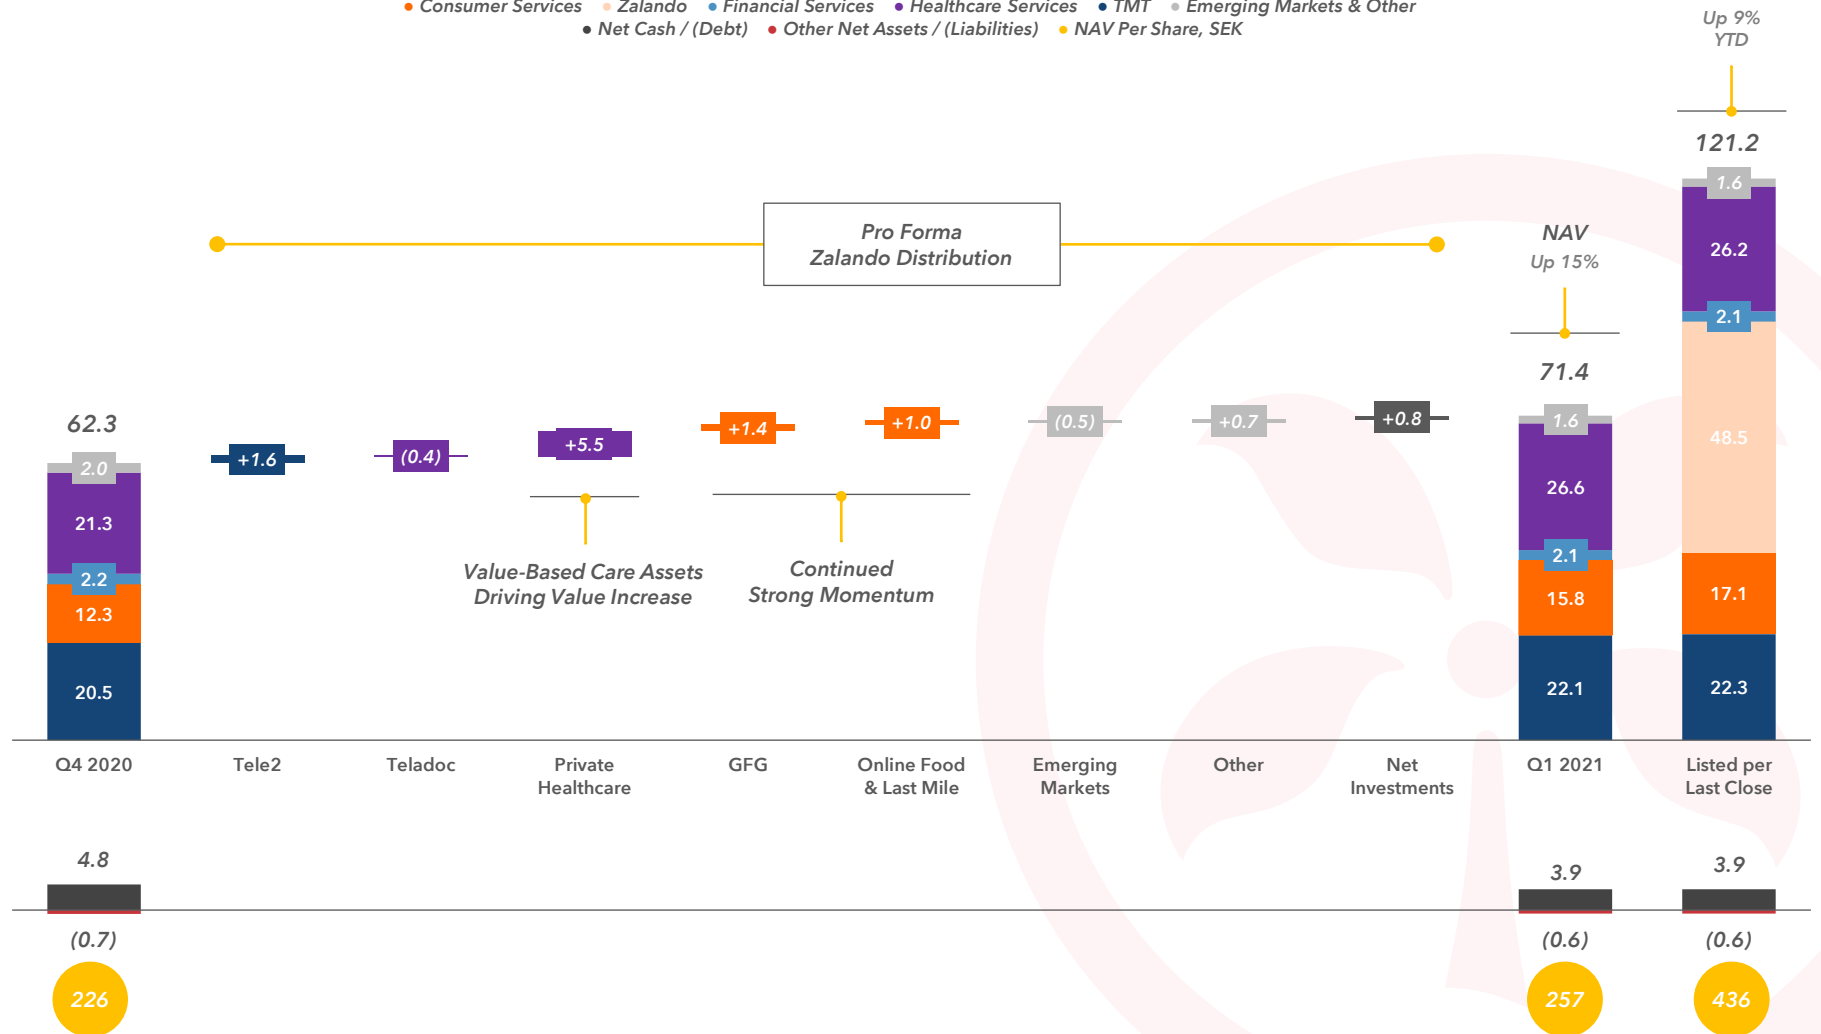 Consumer Services Zalando Financial Services Healthcare Services TMT Emerging Markets & Other
Net Cash / (Debt) Other Net Assets / (Liabilities) NAV Per Share, SEK
Up 9%
YTD
121.2
1.6
26.2
2.1
48.5
17.1
22.3
Pro Forma
Zalando Distribution
NAV
Up 15%
71.4
1.6
26.6
2.1
15.8
22.1
62.3
2.0
21.3
2.2
12.3
20.5
+1.6
(0.4)
+5.5
+1.4
+1.0
(0.5)
+0.7
+0.8
Value-Based Care Assets
Driving Value Increase
Continued
Strong Momentum
Q4 2020
Tele2
Teladoc
Private
Healthcare
GFG
Online Food
& Last Mile
Emerging
Markets
Other
Net
Investments
Q1 2021
Listed per
Last Close
4.8
3.9
3.9
(0.7)
(0.6)
(0.6)
226
257
436